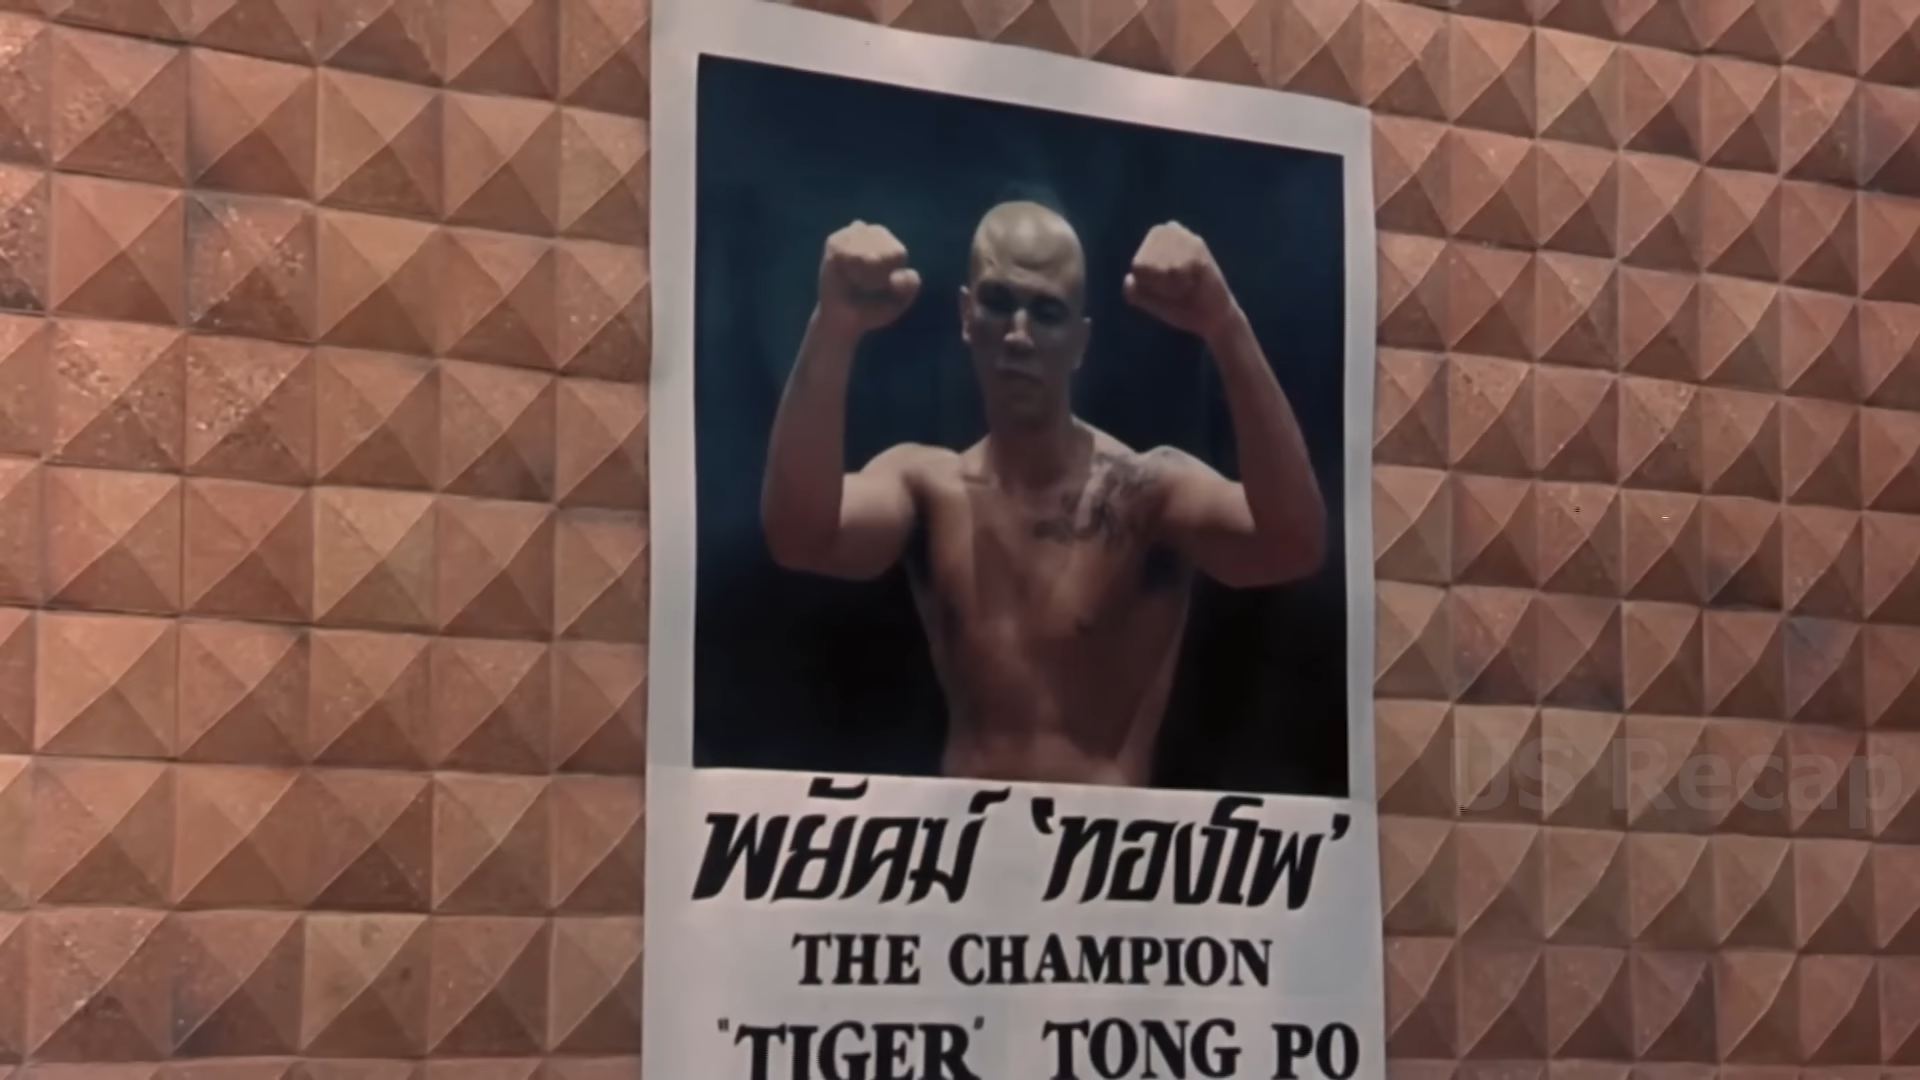 พยัคฆ์ 'ทองโพ'
THE CHAMPION
"TIGER" TONG PO
US Recap